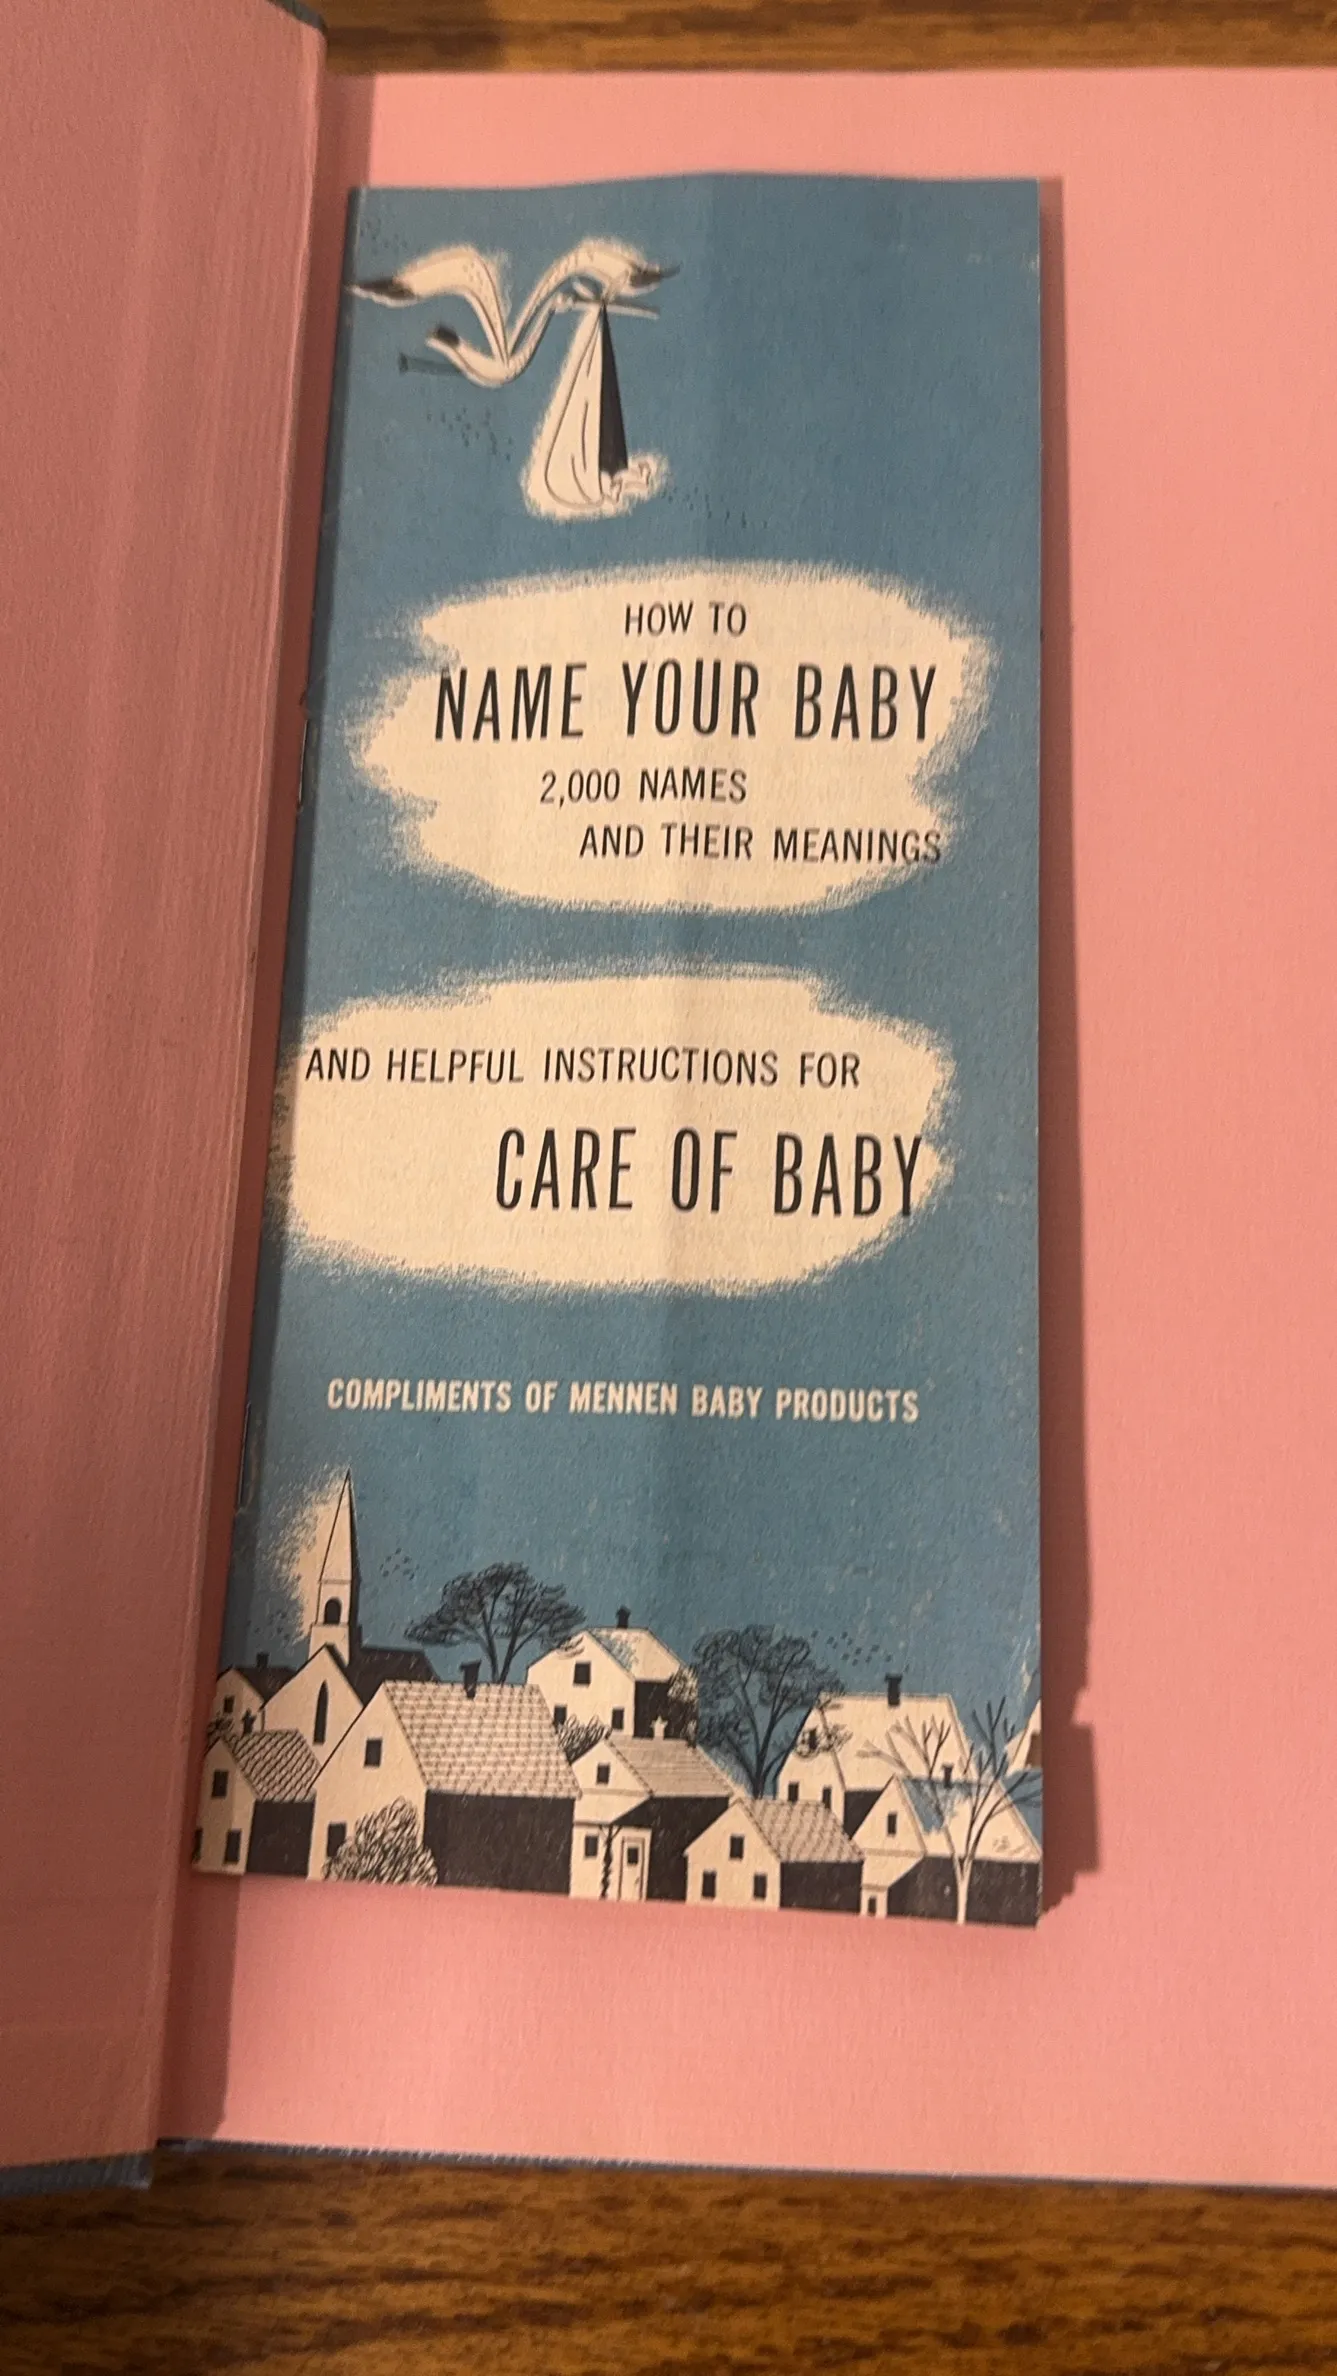 HOW TO
NAME YOUR BABY
2,000 NAMES
AND THEIR MEANINGS
AND HELPFUL INSTRUCTIONS FOR
CARE OF BABY
COMPLIMENTS OF MENNEN BABY PRODUCTS